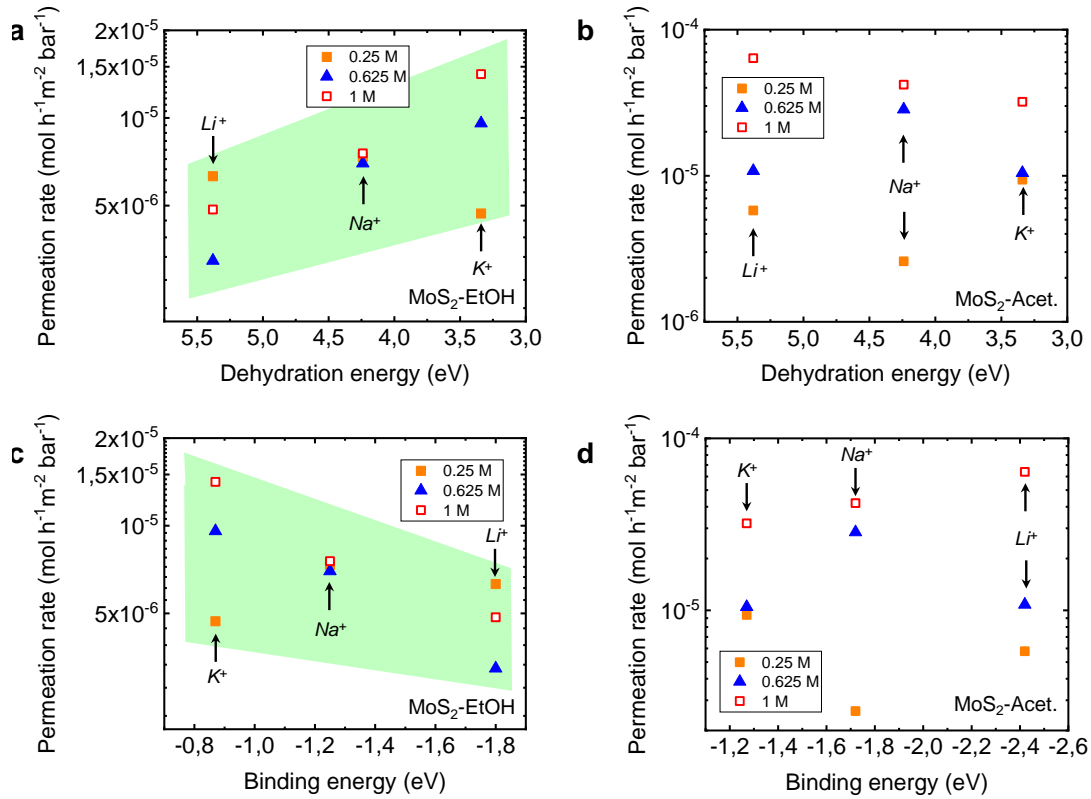 a
Permeation rate (mol h⁻¹m⁻² bar⁻¹)
2x10⁻⁵
1,5x10⁻⁵
10⁻⁵
5x10⁻⁶
0.25 M
0.625 M
1 M
Li⁺
Na⁺
K⁺
MoS₂-EtOH
5,5 5,0 4,5 4,0 3,5 3,0
Dehydration energy (eV)
b
Permeation rate (mol h⁻¹m⁻² bar⁻¹)
10⁻⁴
10⁻⁵
10⁻⁶
0.25 M
0.625 M
1 M
Na⁺
Li⁺
K⁺
MoS₂-Acet.
5,5 5,0 4,5 4,0 3,5 3,0
Dehydration energy (eV)
c
Permeation rate (mol h⁻¹m⁻² bar⁻¹)
2x10⁻⁵
1,5x10⁻⁵
10⁻⁵
5x10⁻⁶
0.25 M
0.625 M
1 M
Li⁺
Na⁺
K⁺
MoS₂-EtOH
-0,8 -1,0 -1,2 -1,4 -1,6 -1,8
Binding energy (eV)
d
Permeation rate (mol h⁻¹m⁻² bar⁻¹)
10⁻⁴
10⁻⁵
K⁺
Na⁺
Li⁺
0.25 M
0.625 M
1 M
MoS₂-Acet.
-1,2 -1,4 -1,6 -1,8 -2,0 -2,2 -2,4 -2,6
Binding energy (eV)